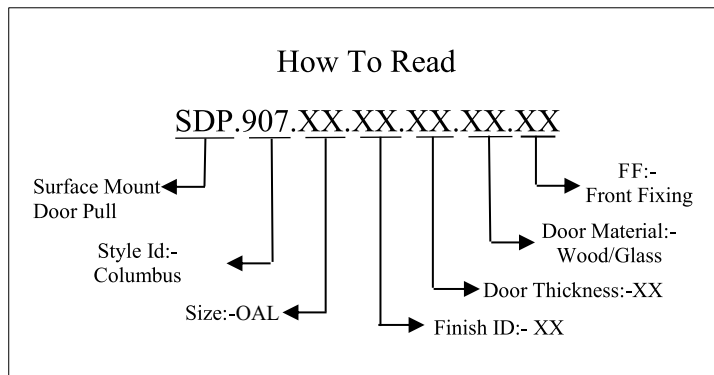 How To Read
SDP.907.XX.XX.XX.XX.XX
Surface Mount
Door Pull
FF:-
Front Fixing
Style Id:-
Columbus
Door Material:-
Wood/Glass
Size:-OAL
Door Thickness:-XX
Finish ID:- XX